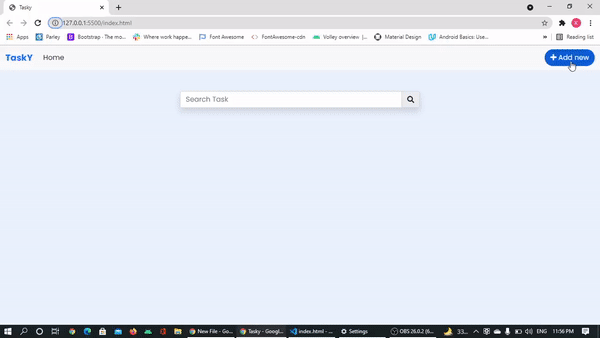 Tasky
127.0.0.1:5500/index.html
Apps Parley Bootstrap · The mo... Where work happe... Font Awesome FontAwesome-cdn Volley overview |... Material Design Android Basics: Use... » Reading list
TaskY Home + Add new
Search Task
New File - Go... Tasky - Googl... index.html - ... Settings OBS 26.0.2 (6... 33... ENG 11:56 PM